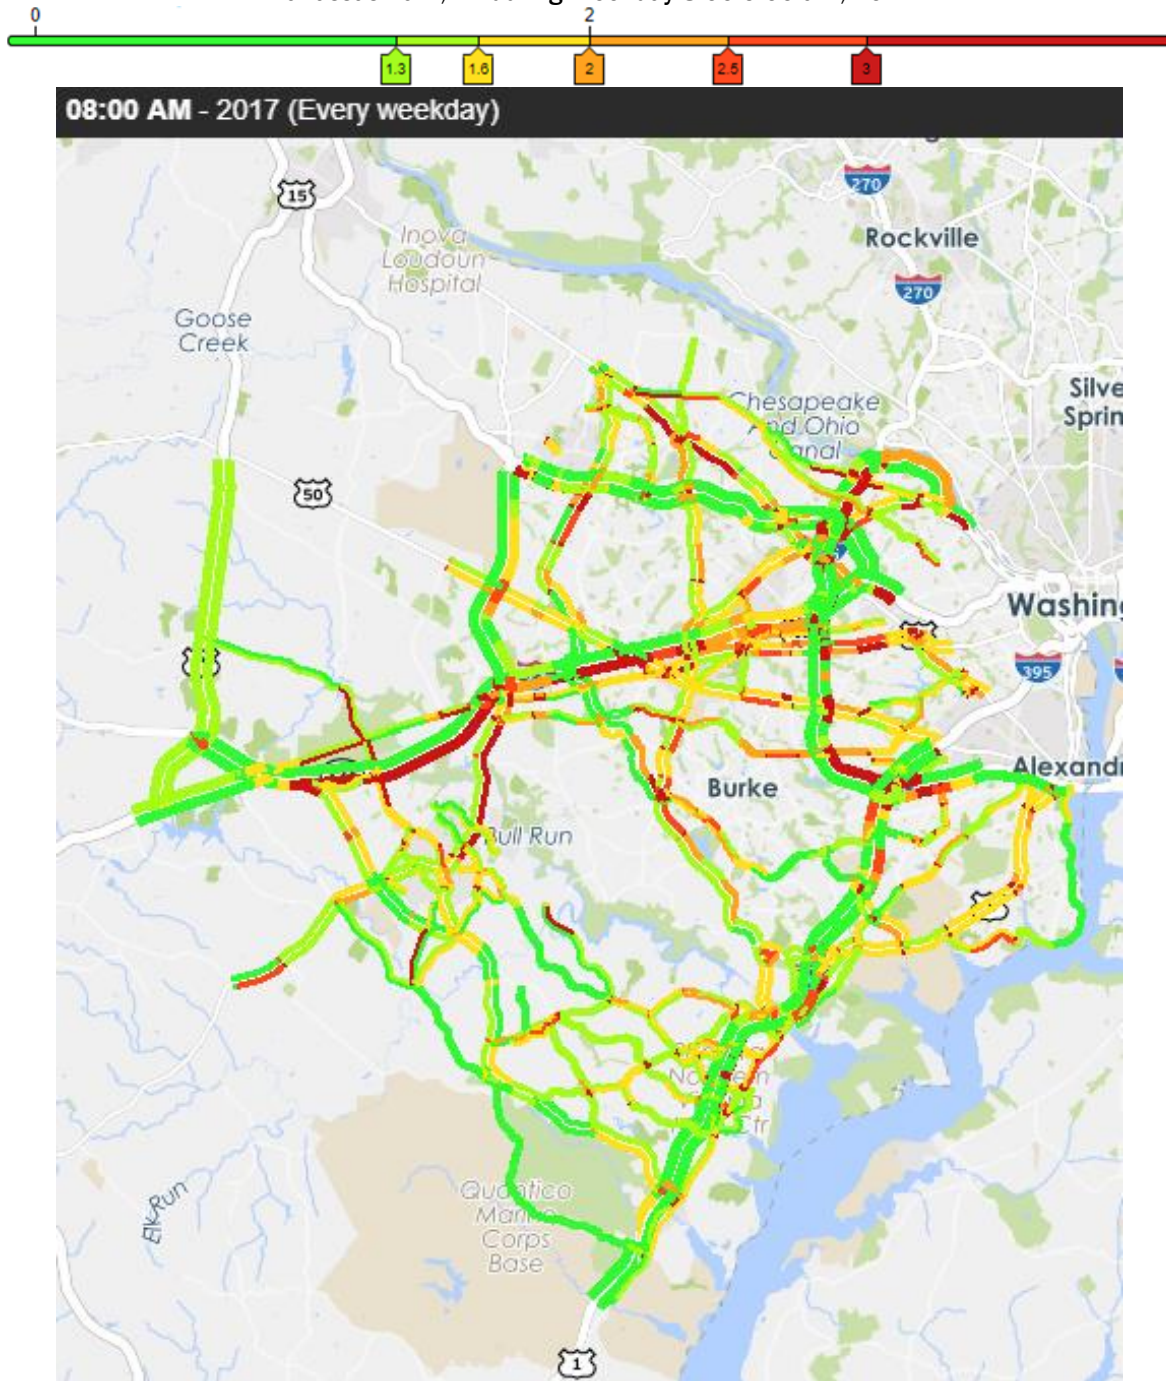 0
2
1.3
1.6
2
2.5
3
08:00 AM - 2017 (Every weekday)
15
270
Rockville
Inova
Loudoun
Hospital
270
Goose
Creek
Silve
Sprin
Chesapeake
And Ohio
Canal
50
Washing
395
Alexandri
Burke
Bull Run
Ctr
Quantico
Marine
Corps
Base
Elk Run
1